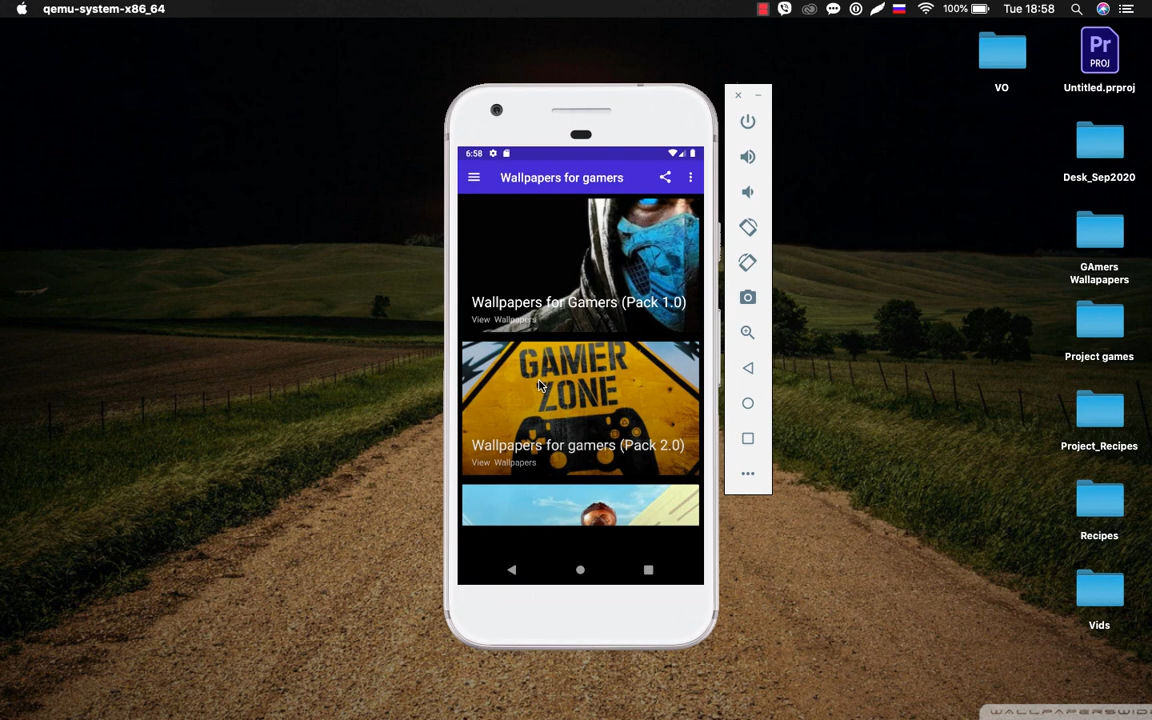 qemu-system-x86_64
100%
Tue 18:58
VO
Pr
PROJ
Untitled.prproj
Desk_Sep2020
GAmers
Wallapapers
Project games
Project_Recipes
Recipes
Vids
6:58
Wallpapers for gamers
Wallpapers for Gamers (Pack 1.0)
View Wallpapers
GAMER
ZONE
Wallpapers for gamers (Pack 2.0)
View Wallpapers